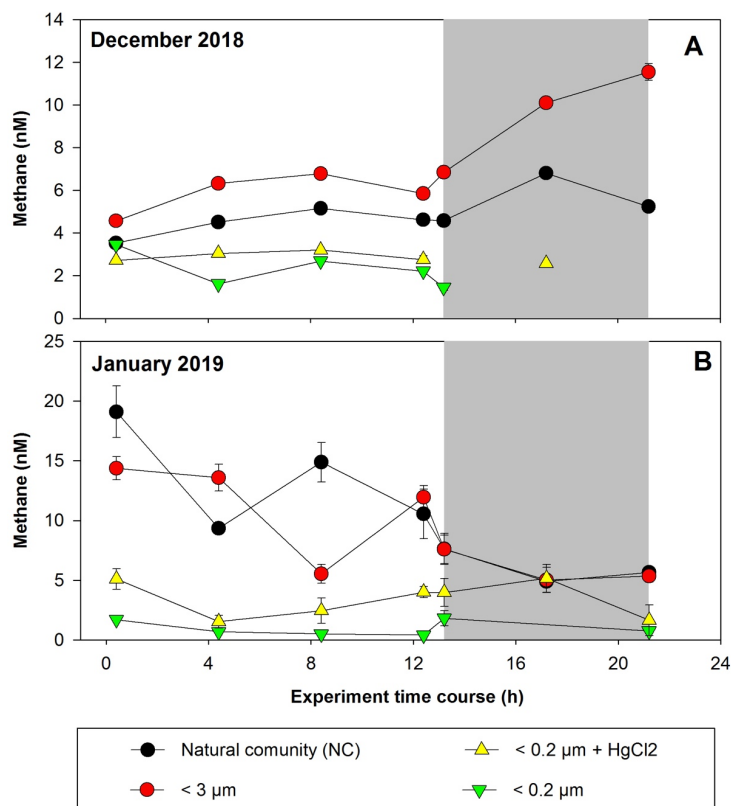 December 2018
A
Methane (nM)
14
12
10
8
6
4
2
0
January 2019
B
Methane (nM)
25
20
15
10
5
0
0 4 8 12 16 20 24
Experiment time course (h)
Natural comunity (NC)
< 0.2 µm + HgCl2
< 3 µm
< 0.2 µm